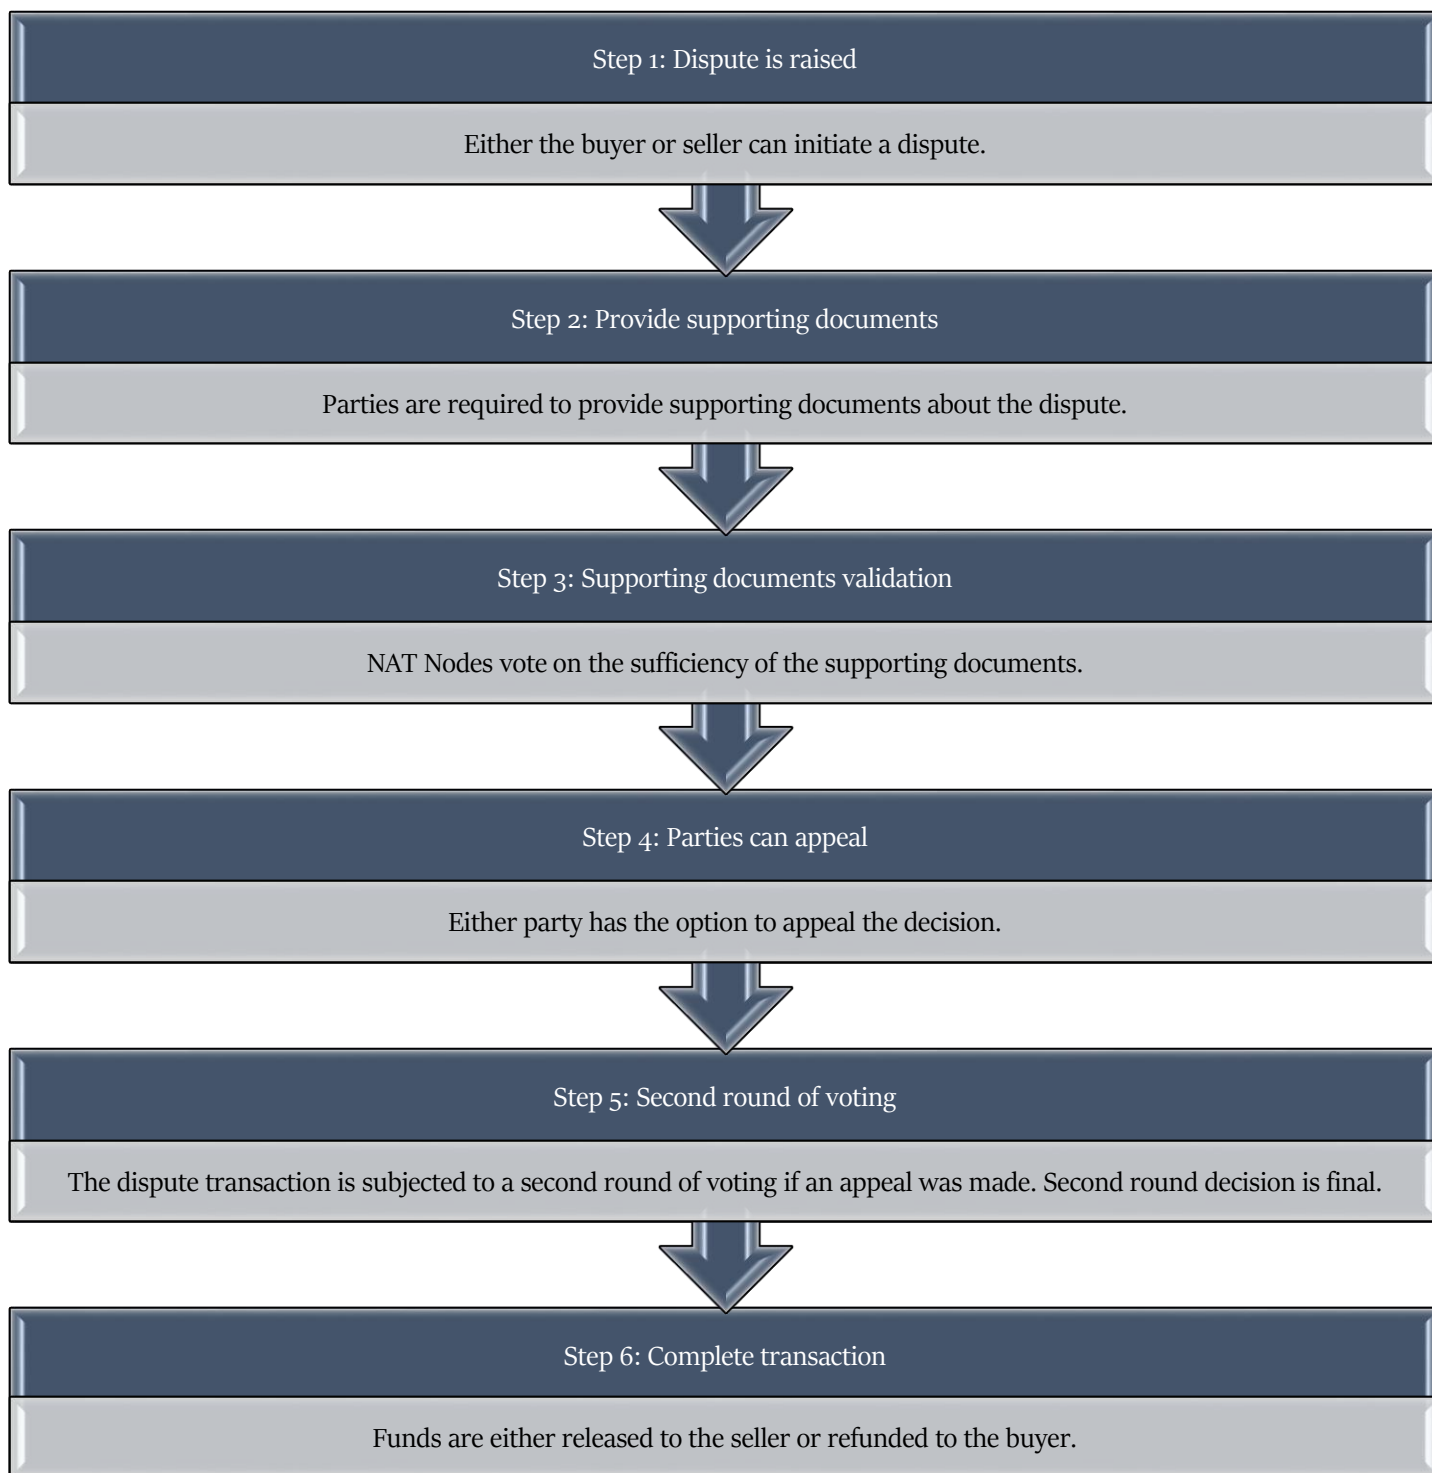 Step 1: Dispute is raised
Either the buyer or seller can initiate a dispute.
Step 2: Provide supporting documents
Parties are required to provide supporting documents about the dispute.
Step 3: Supporting documents validation
NAT Nodes vote on the sufficiency of the supporting documents.
Step 4: Parties can appeal
Either party has the option to appeal the decision.
Step 5: Second round of voting
The dispute transaction is subjected to a second round of voting if an appeal was made. Second round decision is final.
Step 6: Complete transaction
Funds are either released to the seller or refunded to the buyer.